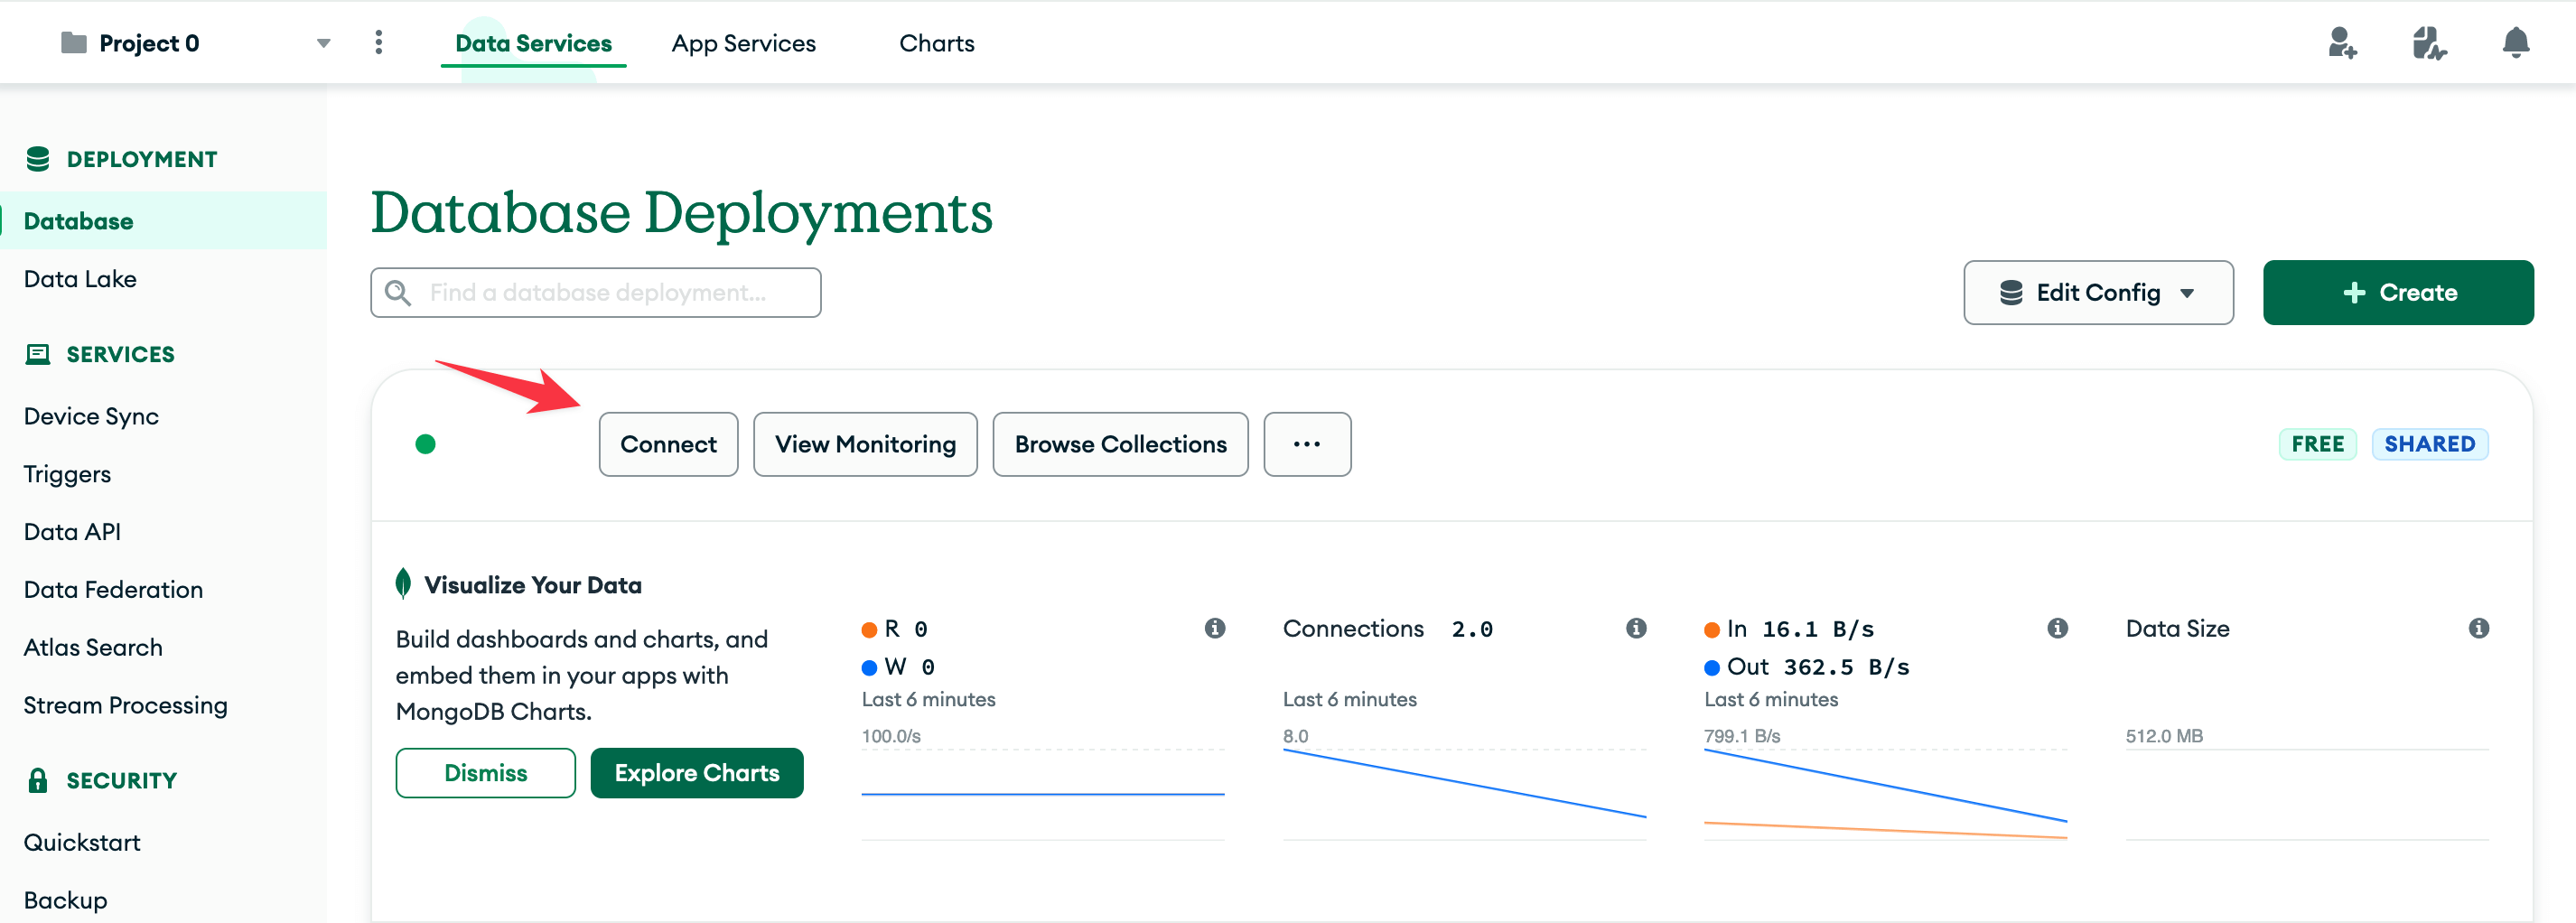 Project 0
Data Services
App Services
Charts
DEPLOYMENT
Database
Data Lake
SERVICES
Device Sync
Triggers
Data API
Data Federation
Atlas Search
Stream Processing
SECURITY
Quickstart
Backup
Database Deployments
Find a database deployment...
Edit Config
+ Create
Connect
View Monitoring
Browse Collections
...
FREE
SHARED
Visualize Your Data
Build dashboards and charts, and
embed them in your apps with
MongoDB Charts.
Dismiss
Explore Charts
R 0
W 0
Last 6 minutes
100.0/s
Connections 2.0
Last 6 minutes
8.0
In 16.1 B/s
Out 362.5 B/s
Last 6 minutes
799.1 B/s
Data Size
512.0 MB